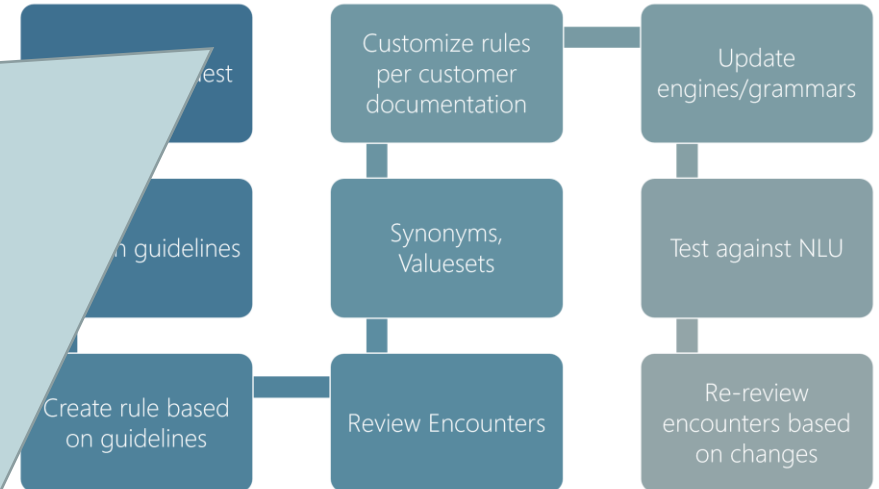 guidelines
Create rule based
on guidelines
Review Encounters
Synonyms,
Valuesets
Customize rules
per customer
documentation
Update
engines/grammars
Test against NLU
Re-review
encounters based
on changes